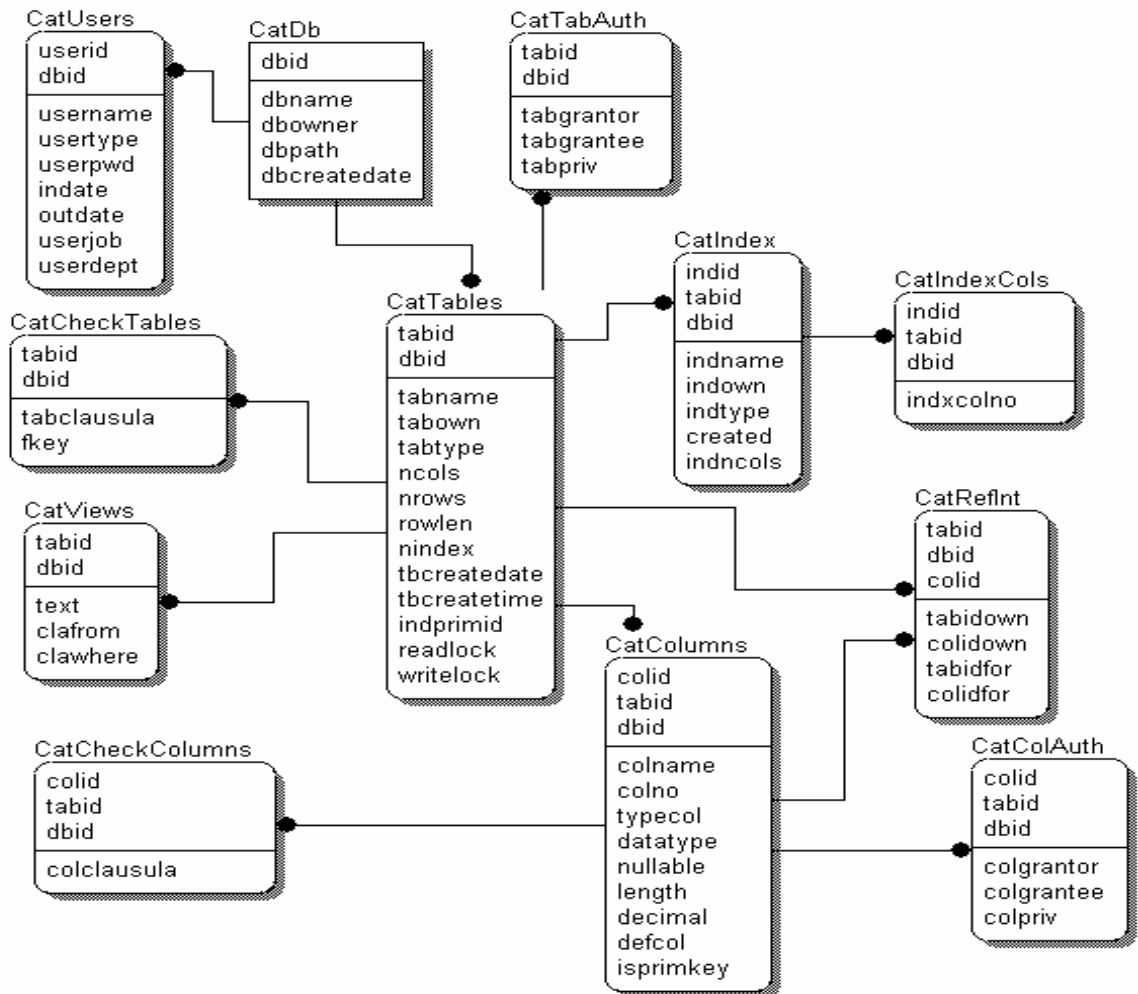 CatUsers
userid
dbid
username
usertype
userpwd
indate
outdate
userjob
userdept
CatDb
dbid
dbname
dbowner
dbpath
dbcreatedate
CatTabAuth
tabid
dbid
tabgrantor
tabgrantee
tabpriv
CatIndex
indid
tabid
dbid
indname
indown
indtype
created
indncols
CatIndexCols
indid
tabid
dbid
indxcolno
CatTables
tabid
dbid
tabname
tabown
tabtype
ncols
nrows
rowlen
nindex
tbcreatedate
tbcreatetime
indprimid
readlock
writelock
CatCheckTables
tabid
dbid
tabclausula
fkey
CatViews
tabid
dbid
text
clafrom
clawhere
CatRefInt
tabid
dbid
colid
tabidown
colidown
tabidfor
colidfor
CatColumns
colid
tabid
dbid
colname
colno
typecol
datatype
nullable
length
decimal
defcol
isprimkey
CatCheckColumns
colid
tabid
dbid
colclausula
CatColAuth
colid
tabid
dbid
colgrantor
colgrantee
colpriv